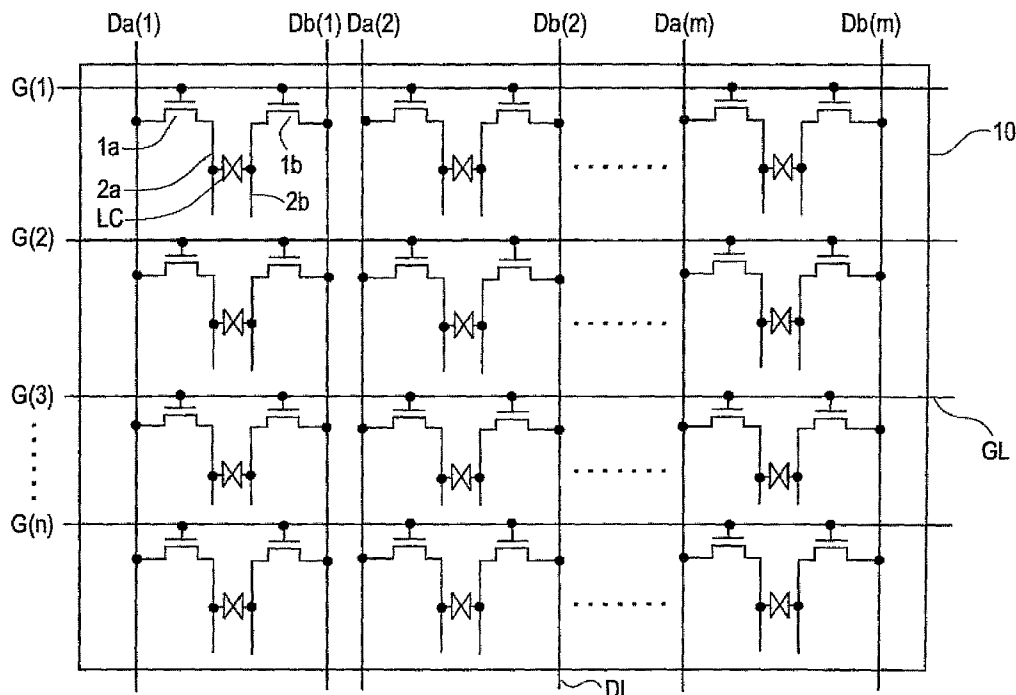 Da(1) Db(1) Da(2) Db(2) Da(m) Db(m)
G(1)
10
1a
1b
2a
LC
2b
G(2)
G(3)
GL
G(n)
DL